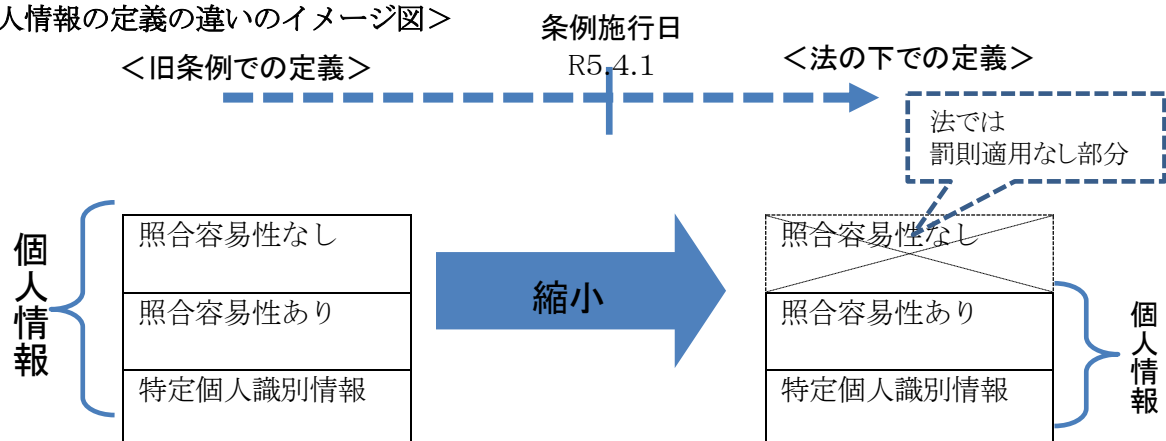 人情報の定義の違いのイメージ図＞
条例施行日
R5.4.1
＜旧条例での定義＞
＜法の下での定義＞
法では
罰則適用なし部分
個人情報
照合容易性なし
照合容易性あり
特定個人識別情報
縮小
照合容易性なし
照合容易性あり
特定個人識別情報
個人情報